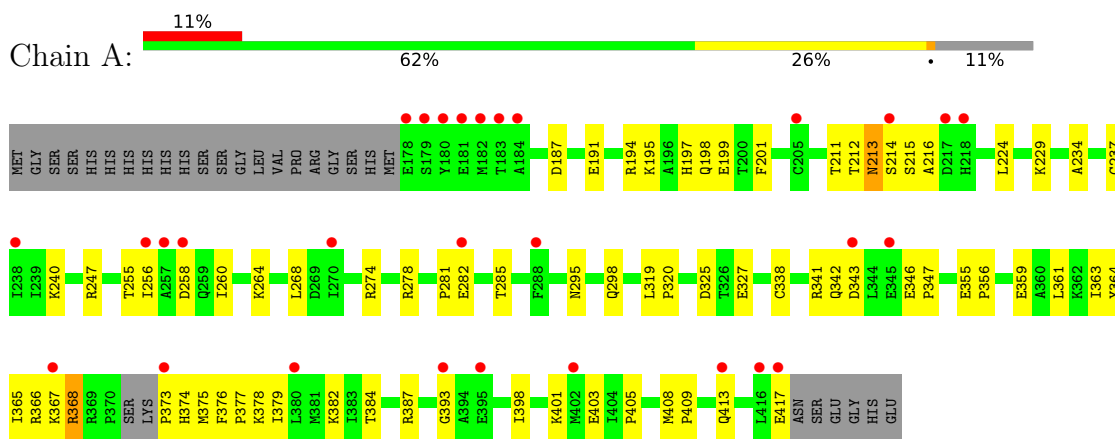 11%
Chain A:
62% 26% • 11%
MET GLY SER SER HIS HIS HIS HIS HIS HIS SER SER GLY LEU VAL PRO ARG GLY SER HIS MET E178 S179 Y180 E181 M182 T183 A184 D187 E191 R194 K195 A196 H197 Q198 E199 T200 F201 C205 T211 T212 N213 S214 S215 A216 D217 H218 L224 K229 A234 C237
I238 I239 K240 R247 T255 I256 A257 D258 Q259 I260 K264 L268 D269 I270 R274 R278 P281 E282 T285 F288 N295 Q298 L319 P320 D325 T326 E327 C338 R341 Q342 D343 L344 E345 E346 P347 E355 P356 E359 A360 L361 K362 I363 Y364
I365 R366 K367 R368 R369 P370 SER LYS P373 H374 M375 F376 P377 K378 I379 L380 M381 K382 I383 T384 R387 G393 A394 E395 I398 K401 M402 E403 I404 P405 M408 P409 Q413 L416 E417 ASN SER GLU GLY HIS GLU